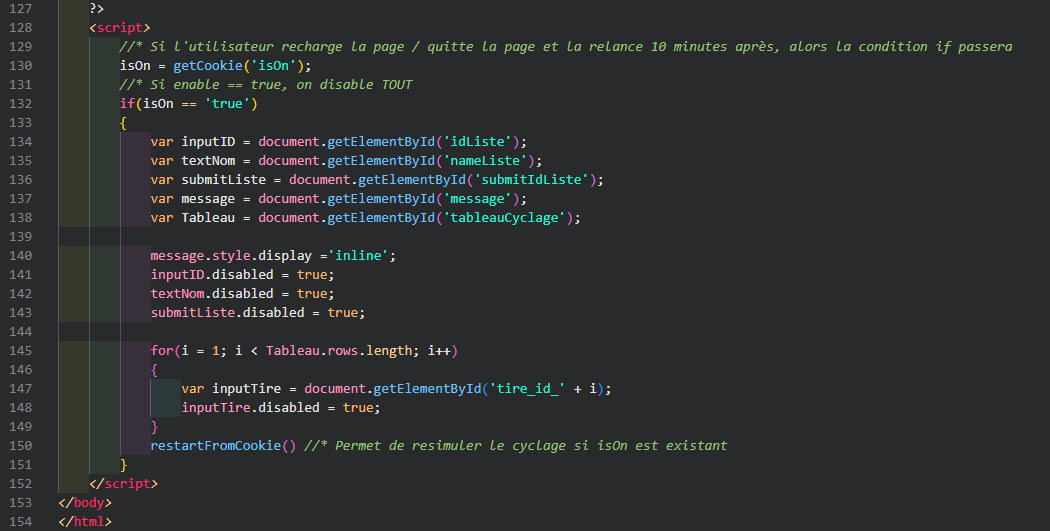 127 ?>
128 <script>
129 //* Si l'utilisateur recharge la page / quitte la page et la relance 10 minutes après, alors la condition if passera
130 isOn = getCookie('isOn');
131 //* Si enable == true, on disable TOUT
132 if(isOn == 'true')
133 {
134 var inputID = document.getElementById('idListe');
135 var textNom = document.getElementById('nameListe');
136 var submitListe = document.getElementById('submitIdListe');
137 var message = document.getElementById('message');
138 var Tableau = document.getElementById('tableauCyclage');
139
140 message.style.display ='inline';
141 inputID.disabled = true;
142 textNom.disabled = true;
143 submitListe.disabled = true;
144
145 for(i = 1; i < Tableau.rows.length; i++)
146 {
147 var inputTire = document.getElementById('tire_id_' + i);
148 inputTire.disabled = true;
149 }
150 restartFromCookie() //* Permet de resimuler le cyclage si isOn est existant
151 }
152 </script>
153 </body>
154 </html>